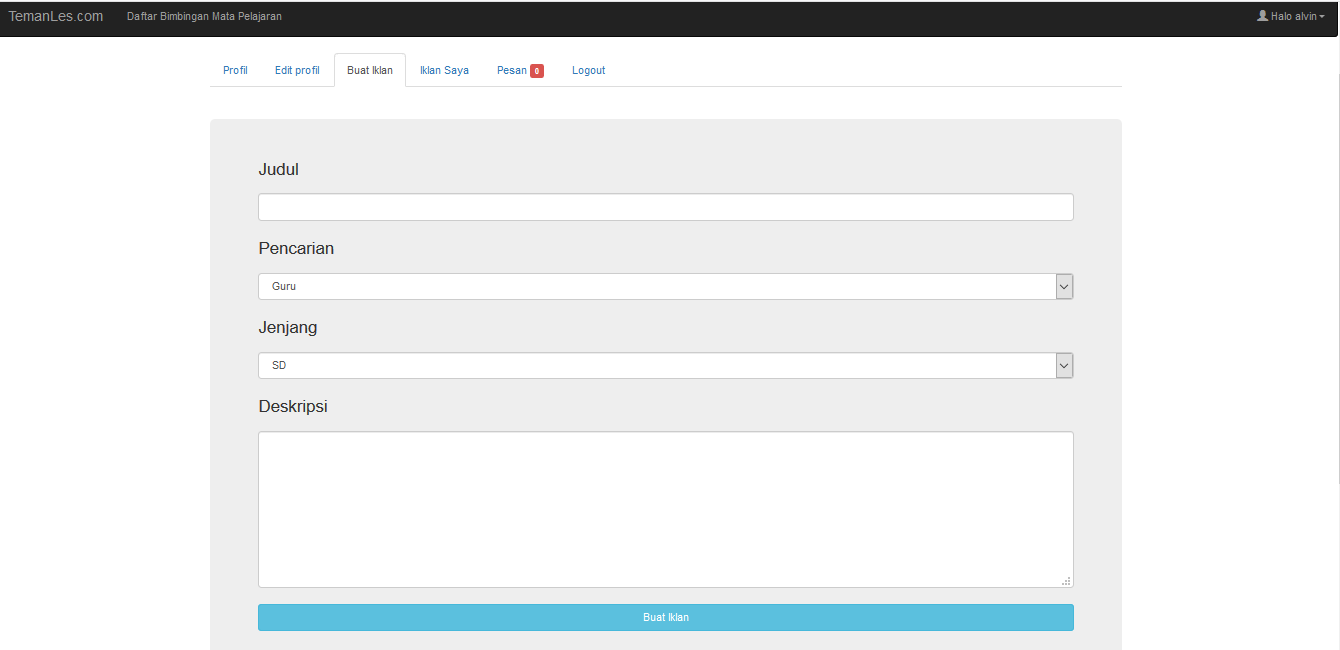 TemanLes.com Daftar Bimbingan Mata Pelajaran Halo alvin
Profil Edit profil Buat Iklan Iklan Saya Pesan 0 Logout
Judul
Pencarian
Guru
Jenjang
SD
Deskripsi
Buat Iklan